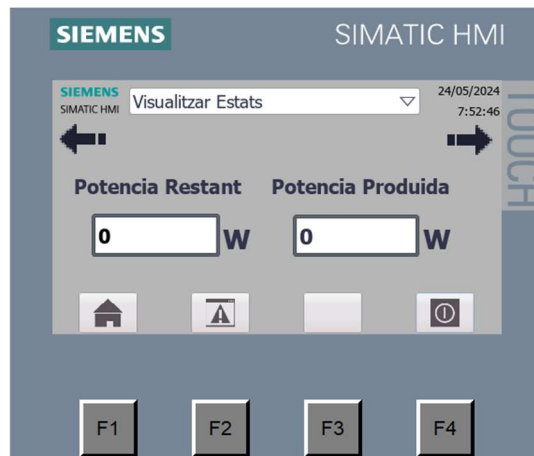 SIEMENS
SIMATIC HMI
TOUCH
SIEMENS
SIMATIC HMI
Visualitzar Estats
24/05/2024
7:52:46
Potencia Restant
Potencia Produida
0 W
0 W
F1
F2
F3
F4